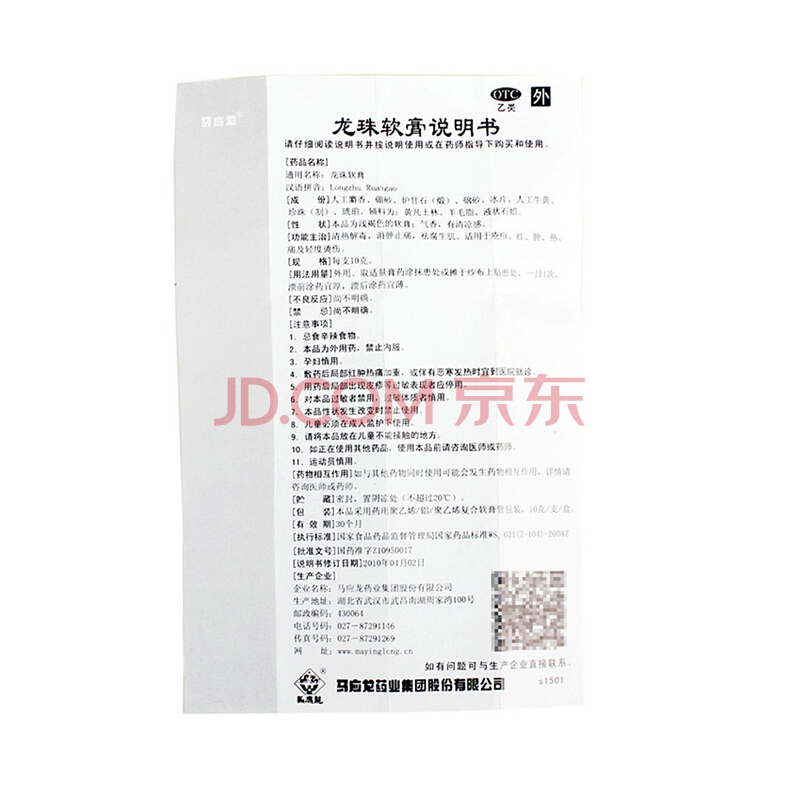 马应龙®
OTC
乙类
外
龙珠软膏说明书
请仔细阅读说明书并按说明使用或在药师指导下购买和使用。
[药品名称]
通用名称：龙珠软膏
汉语拼音：Longzhu Ruangao
[成　份] 人工麝香、硼砂、炉甘石（煅）、硇砂、冰片、人工牛黄、
珍珠（制）、琥珀。辅料为：黄凡士林、羊毛脂、液状石蜡。
[性　状] 本品为浅褐色的软膏；气香，有清凉感。
[功能主治] 清热解毒，消肿止痛，祛腐生肌。适用于疮疖、红、肿、热、
痛及轻度烫伤。
[规　格] 每支10克。
[用法用量] 外用。取适量膏药涂抹患处或摊于纱布上贴患处，一日1次，
溃前涂药宜厚，溃后涂药宜薄。
[不良反应] 尚不明确。
[禁　忌] 尚不明确。
[注意事项]
1．忌食辛辣食物。
2．本品为外用药，禁止内服。
3．孕妇慎用。
4．敷药后局部红肿热痛加重，或伴有恶寒发热时宜到医院就诊。
5．用药后局部出现皮疹等过敏表现者应停用。
6．对本品过敏者禁用，过敏体质者慎用。
7．本品性状发生改变时禁止使用。
8．儿童必须在成人监护下使用。
9．请将本品放在儿童不能接触的地方。
10．如正在使用其他药品，使用本品前请咨询医师或药师。
11．运动员慎用。
[药物相互作用] 如与其他药物同时使用可能会发生药物相互作用，详情请
咨询医师或药师。
[贮　藏] 密封，置阴凉处（不超过20℃）。
[包　装] 本品采用药用聚乙烯/铝/聚乙烯复合软膏管包装，10克/支/盒。
[有 效 期] 30个月
[执行标准] 国家食品药品监督管理局国家药品标准WS₃-621(Z-104)-2008Z
[批准文号] 国药准字Z10950017
[说明书修订日期] 2010年04月02日
[生产企业]
企业名称：马应龙药业集团股份有限公司
生产地址：湖北省武汉市武昌南湖周家湾100号
邮政编码：430064
电话号码：027-87291146
传真号码：027-87291269
网　　址：www.mayinglong.cn
如有问题可与生产企业直接联系。
马应龙药业集团股份有限公司
s1501
JD.COM 京东